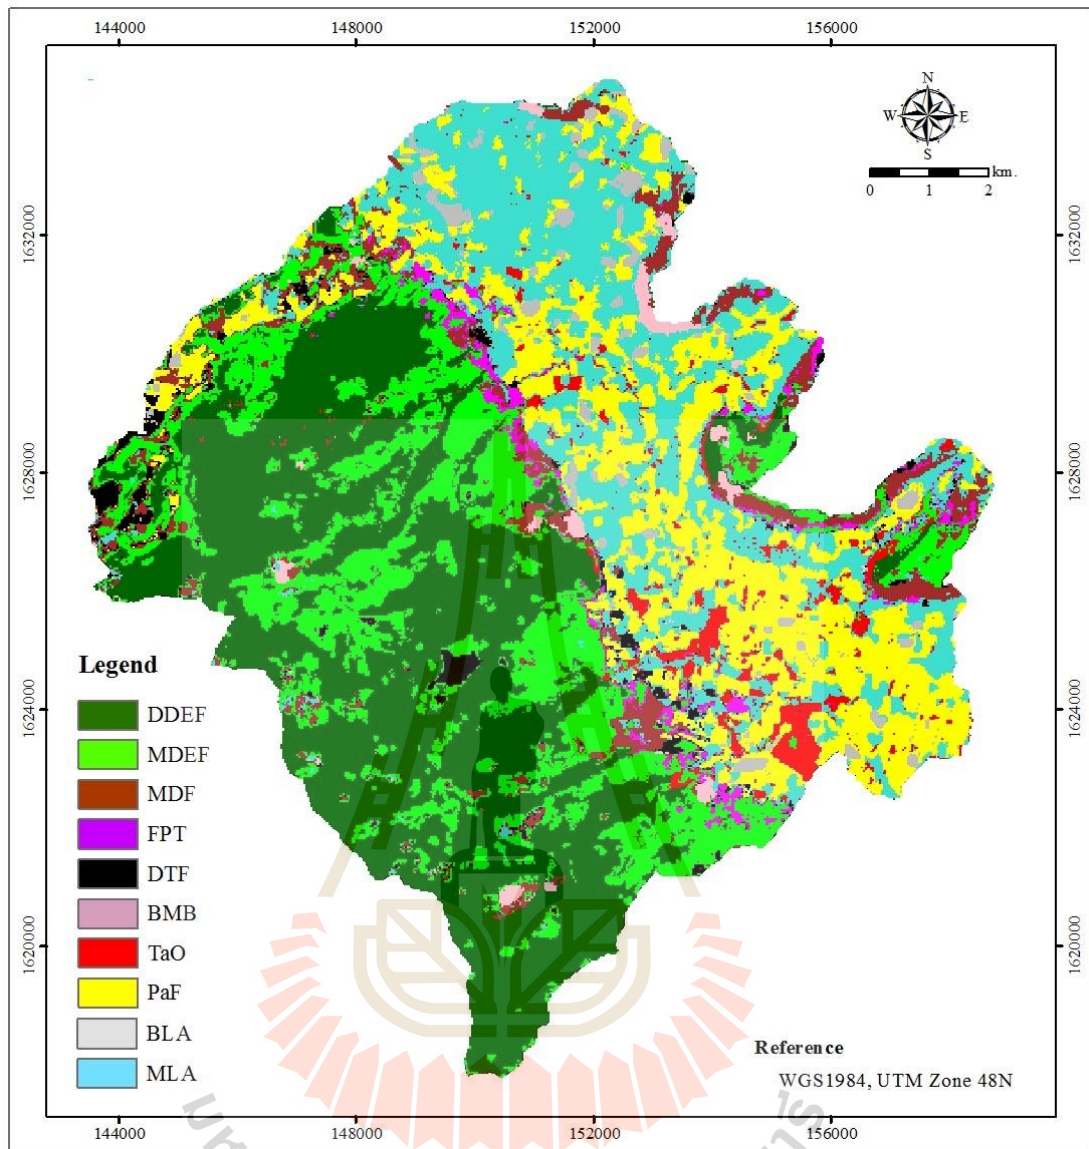 144000 148000 152000 156000
N
W E
S
km.
0 1 2
1632000 1632000
1628000 1628000
1624000 1624000
1620000 1620000
Legend
DDEF
MDEF
MDF
FPT
DTF
BMB
TaO
PaF
BLA
MLA
Reference
WGS1984, UTM Zone 48N
144000 148000 152000 156000